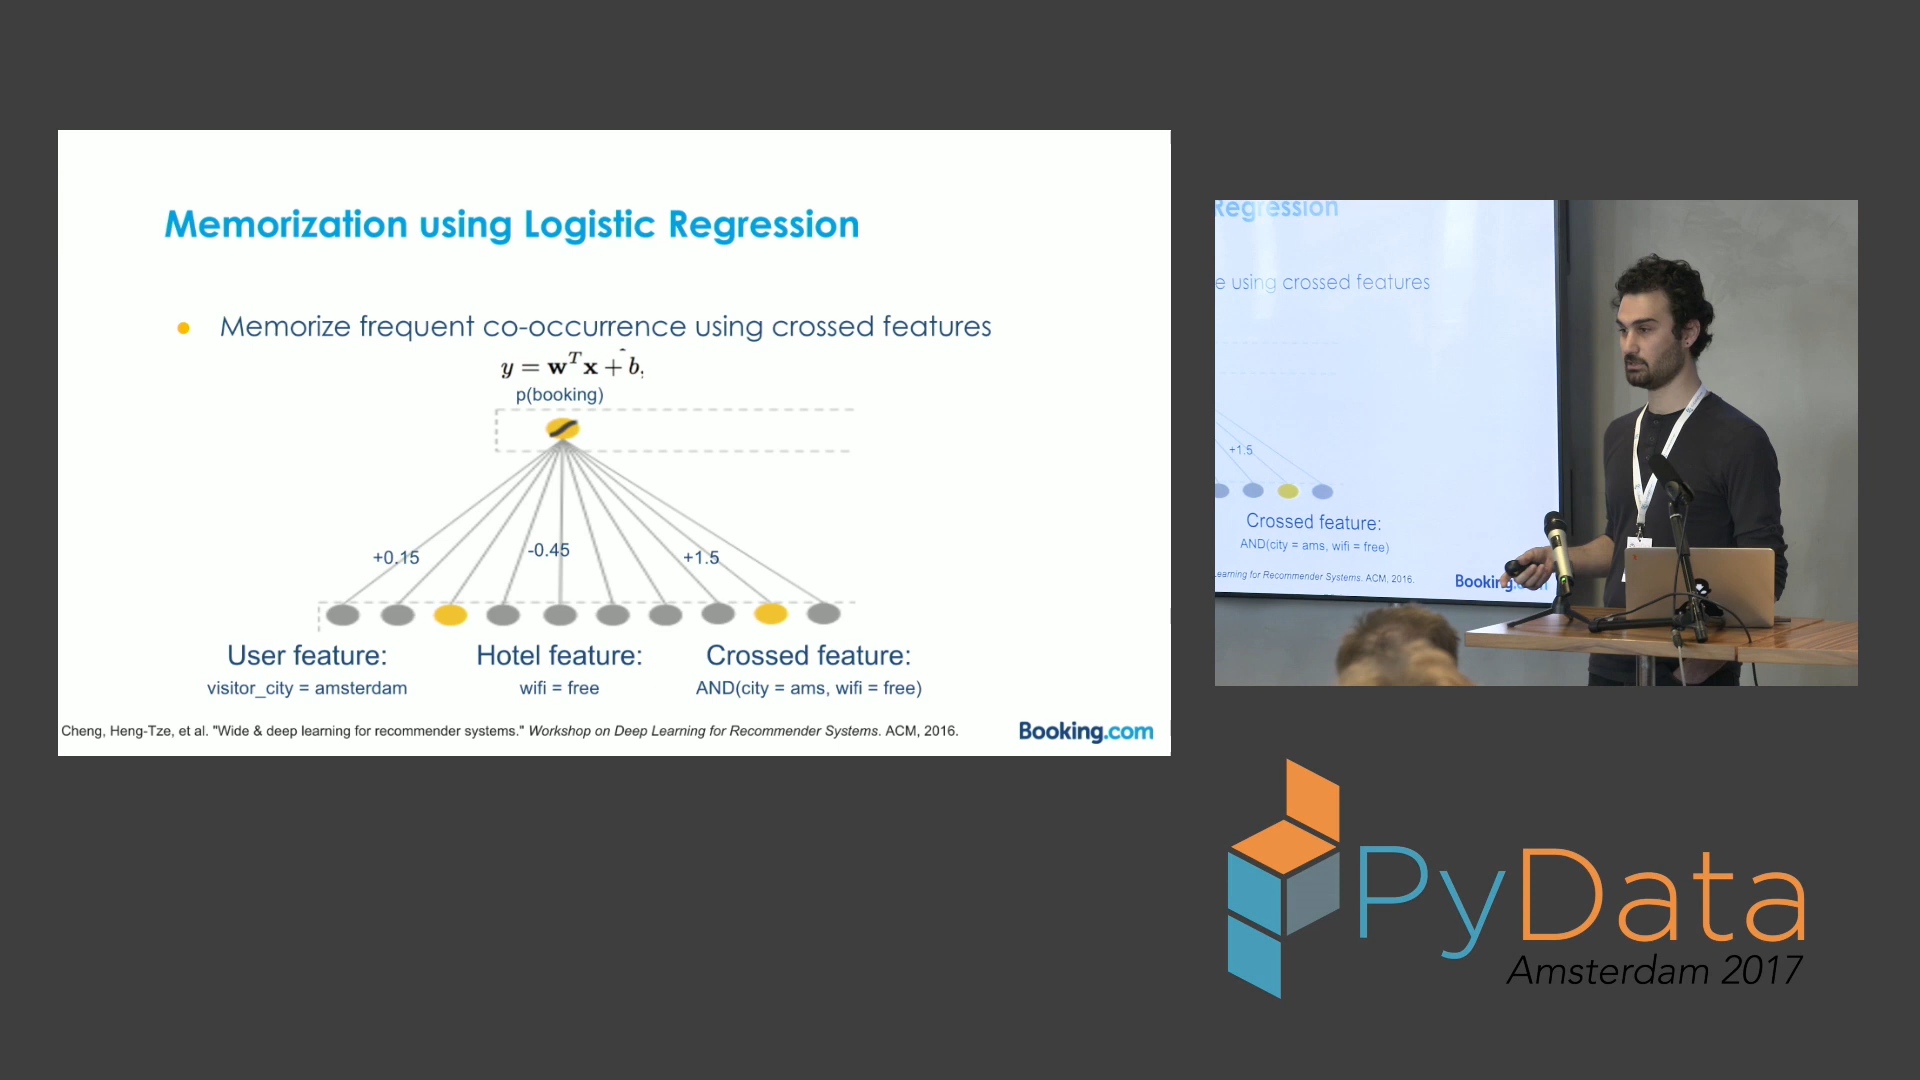 Memorization using Logistic Regression
● Memorize frequent co-occurrence using crossed features
y = w^T x + b,
p(booking)
+0.15 -0.45 +1.5
User feature: Hotel feature: Crossed feature:
visitor_city = amsterdam wifi = free AND(city = ams, wifi = free)
Cheng, Heng-Tze, et al. "Wide & deep learning for recommender systems." Workshop on Deep Learning for Recommender Systems. ACM, 2016.
Booking.com
Regression
e using crossed features
+1.5
Crossed feature:
AND(city = ams, wifi = free)
earning for Recommender Systems. ACM, 2016.
Booking
PyData
Amsterdam 2017